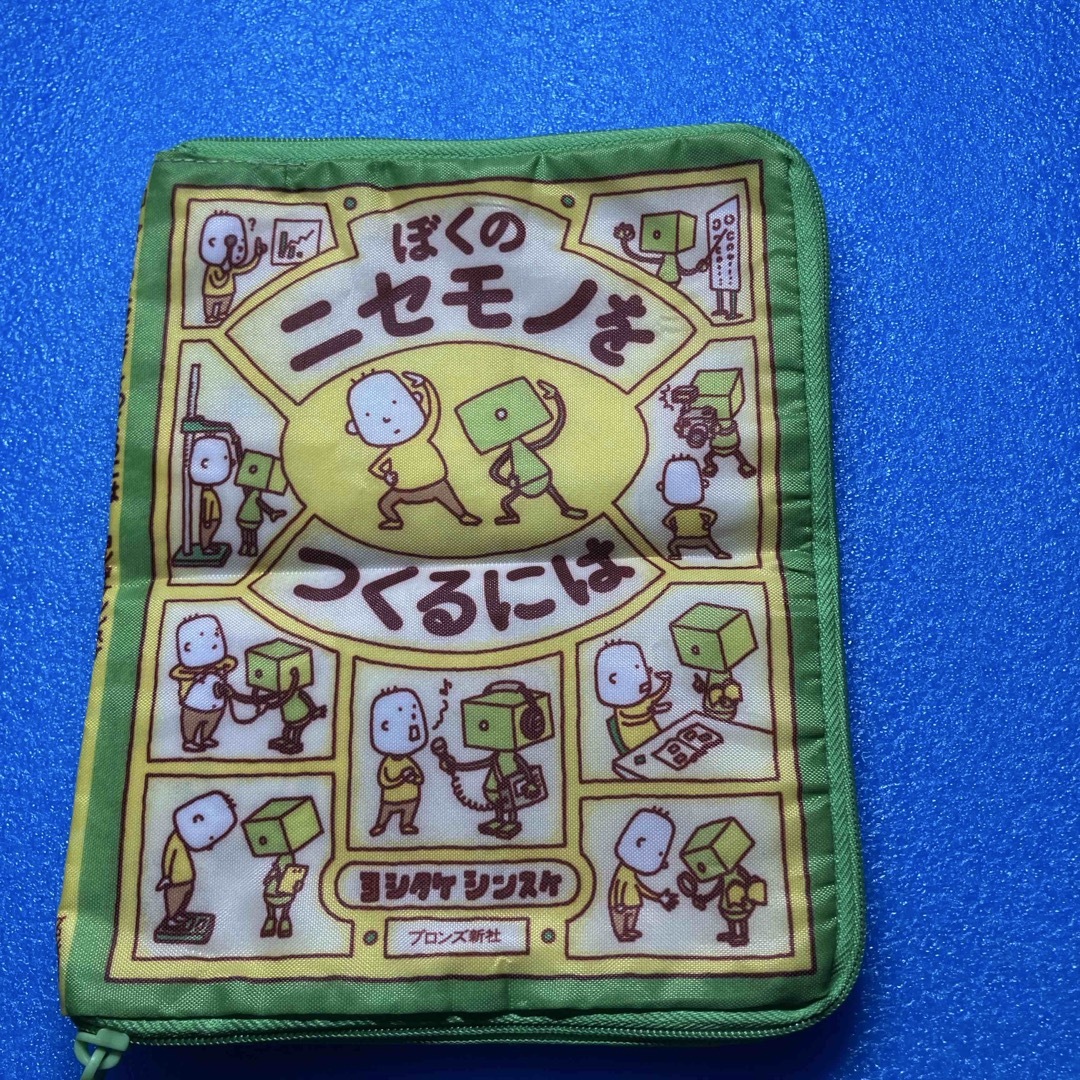 ぼくの
ニセモノを
つくるには
ヨシタケ シンスケ
ブロンズ新社